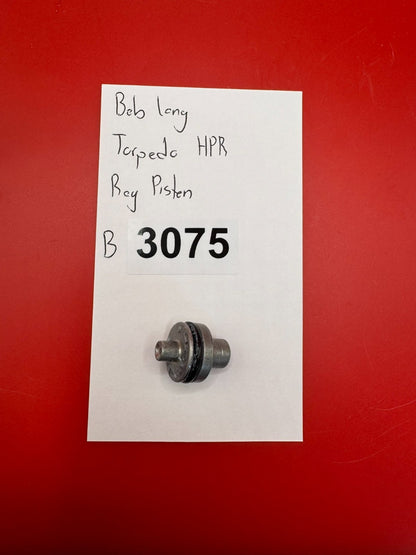 Bob Long
Torpedo HPR
Reg Piston
B 3075